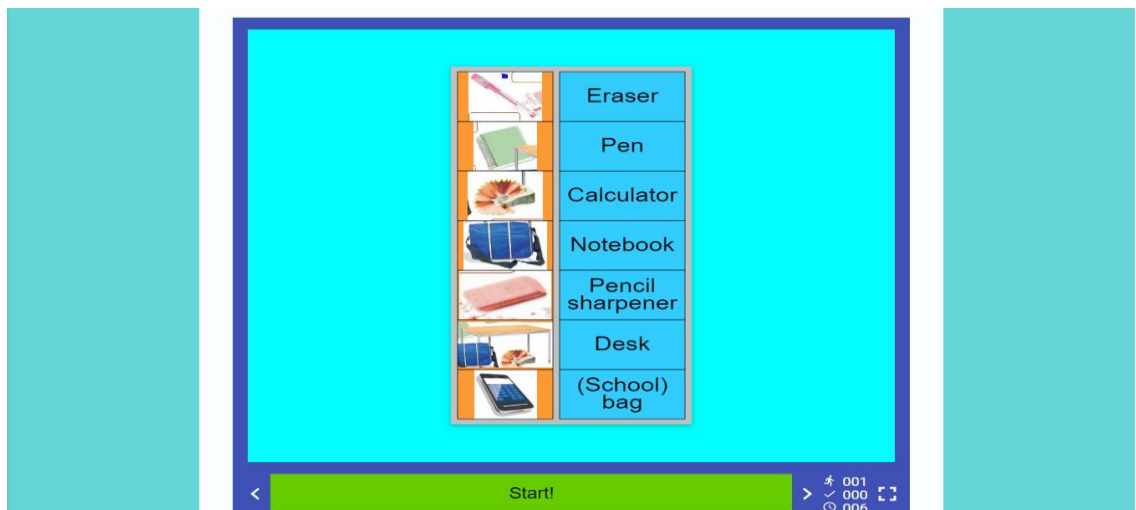 Eraser
Pen
Calculator
Notebook
Pencil
sharpener
Desk
(School)
bag
Start!
001
000
006